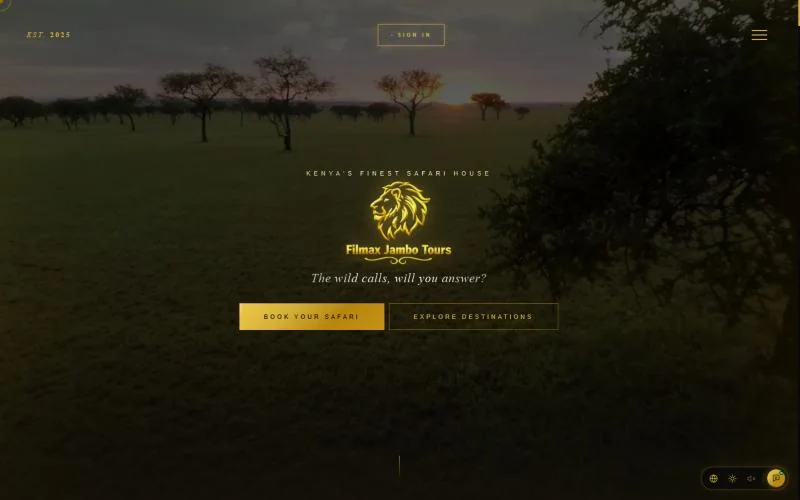 EST. 2025
SIGN IN
KENYA'S FINEST SAFARI HOUSE
Filmax Jambo Tours
The wild calls, will you answer?
BOOK YOUR SAFARI
EXPLORE DESTINATIONS